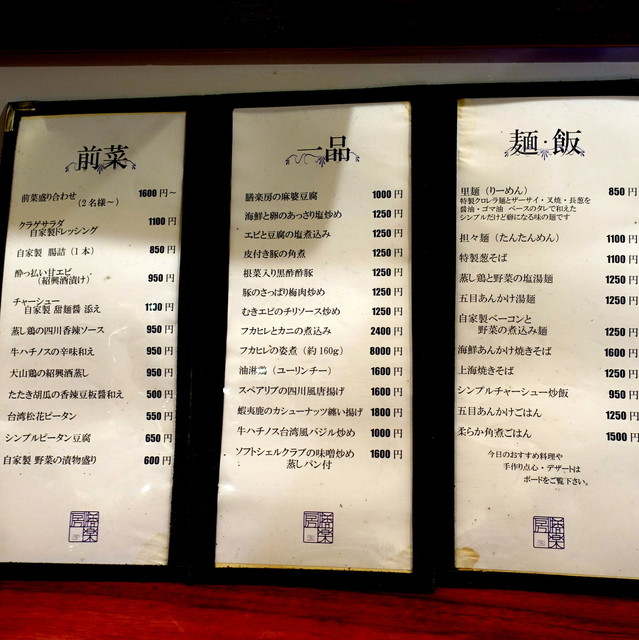 前菜
前菜盛り合わせ 1600円~
(2名様~)
クラゲサラダ 1100円
自家製ドレッシング
自家製 腸詰(1本) 850円
酔っ払い甘エビ 950円
(紹興酒漬け)
チャーシュー
自家製 甜麺醤 添え 1100円
蒸し鶏の四川香辣ソース 950円
牛ハチノスの辛味和え 950円
大山鶏の紹興酒蒸し 950円
たたき胡瓜の香辣豆板醤和え 500円
台湾松花ピータン 550円
シンプルピータン豆腐 650円
自家製 野菜の漬物盛り 600円
一品
膳楽房の麻婆豆腐 1000円
海鮮と卵のあっさり塩炒め 1250円
エビと豆腐の塩煮込み 1250円
皮付き豚の角煮 1250円
根菜入り黒酢酢豚 1250円
豚のさっぱり梅肉炒め 1250円
むきエビのチリソース炒め 1250円
フカヒレとカニの煮込み 2400円
フカヒレの姿煮(約160g) 8000円
油淋鶏(ユーリンチー) 1600円
スペアリブの四川風唐揚げ 1600円
蝦夷鹿のカシューナッツ纏い揚げ 1800円
牛ハチノス台湾風バジル炒め 1000円
ソフトシェルクラブの味噌炒め 1600円
蒸しパン付
麺・飯
里麺(りーめん) 850円
特製クロレラ麺とザーサイ・叉焼・長葱を
醤油・ゴマ油 ベースのタレで和えた
シンプルだけど癖になる味の麺です
担々麺(たんたんめん) 1100円
特製葱そば 1100円
蒸し鶏と野菜の塩湯麺 1250円
五目あんかけ湯麺 1250円
自家製ベーコンと
野菜の煮込み麺 1250円
海鮮あんかけ焼きそば 1600円
上海焼きそば 1250円
シンプルチャーシュー炒飯 950円
五目あんかけごはん 1250円
柔らか角煮ごはん 1500円
今日のおすすめ料理や
手作り点心・デザートは
ボードをご覧下さい。